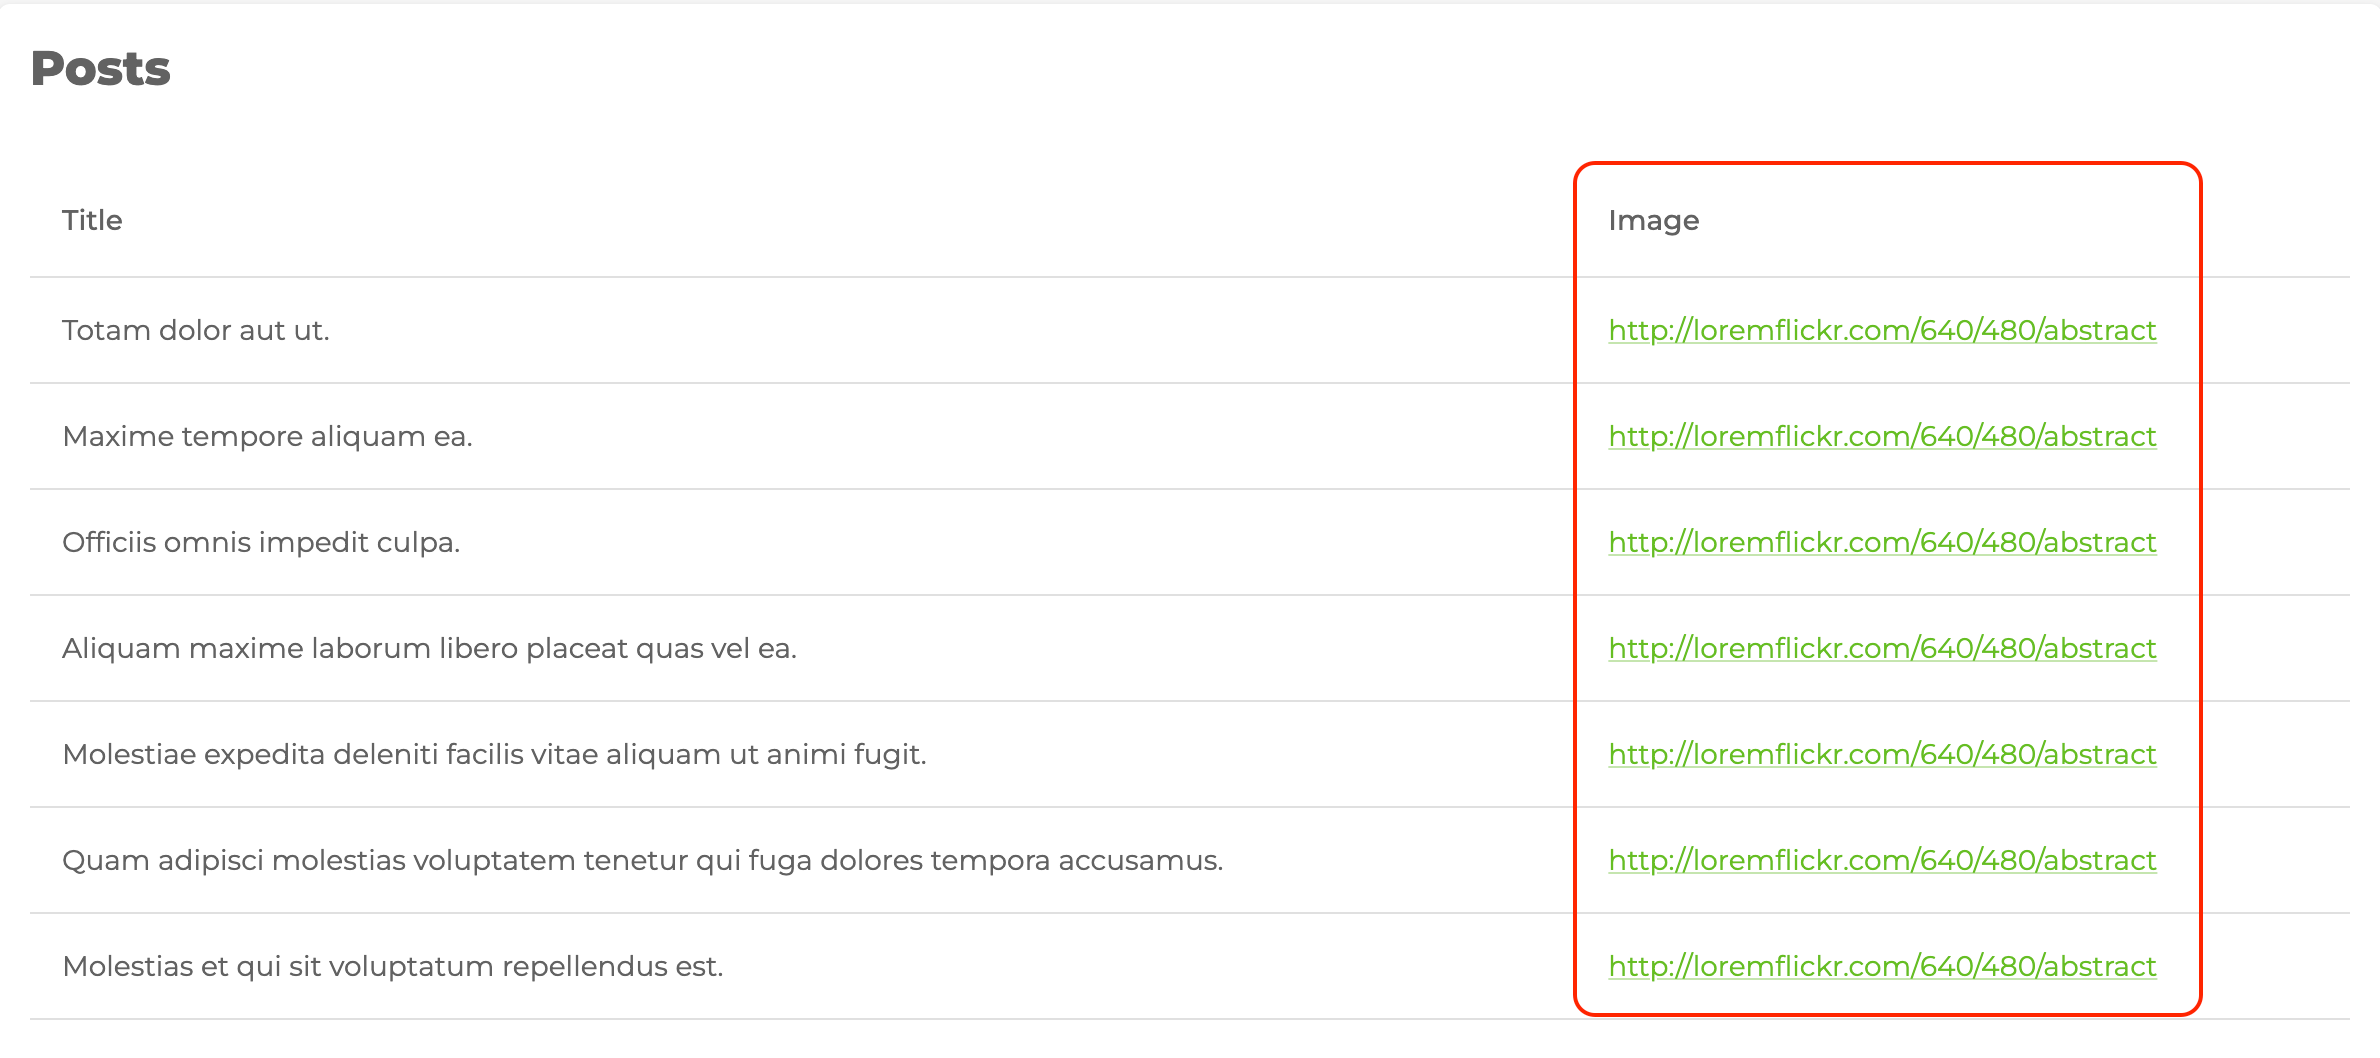 Posts
Title Image
Totam dolor aut ut. http://loremflickr.com/640/480/abstract
Maxime tempore aliquam ea. http://loremflickr.com/640/480/abstract
Officiis omnis impedit culpa. http://loremflickr.com/640/480/abstract
Aliquam maxime laborum libero placeat quas vel ea. http://loremflickr.com/640/480/abstract
Molestiae expedita deleniti facilis vitae aliquam ut animi fugit. http://loremflickr.com/640/480/abstract
Quam adipisci molestias voluptatem tenetur qui fuga dolores tempora accusamus. http://loremflickr.com/640/480/abstract
Molestias et qui sit voluptatum repellendus est. http://loremflickr.com/640/480/abstract